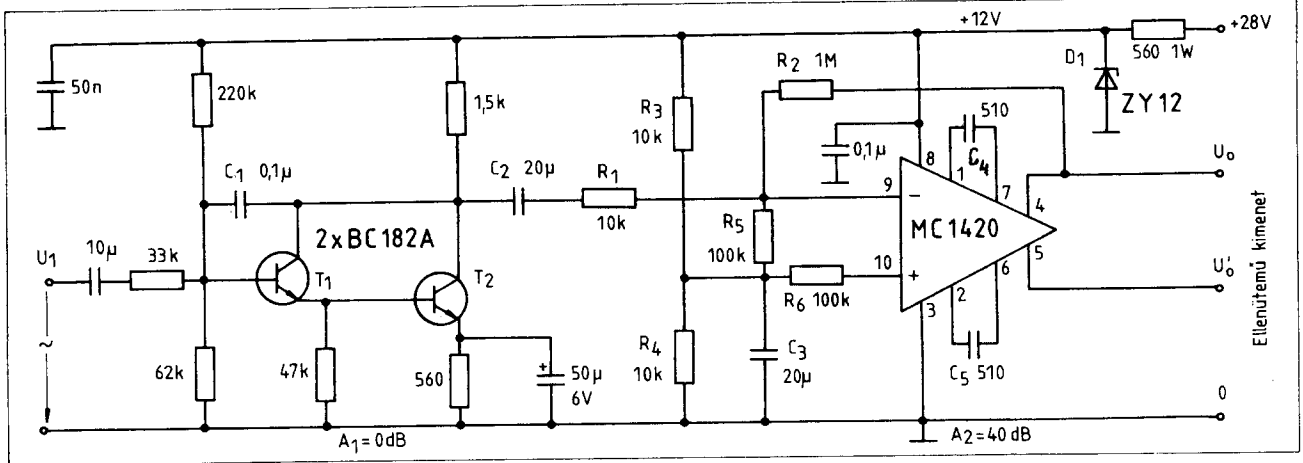 +12V
+28V
50n
220k
1,5k
R3
10k
R2 1M
510
D1
560 1W
ZY12
C1 0,1µ
C2 20µ
R1
10k
0,1µ
8
1
C4
7
9
−
4
U0
2xBC182A
R5
100k
MC1420
5
U1
10µ
33k
T1
T2
10
+
6
2
3
U0'
R6 100k
Ellenütemű kimenet
~
62k
47k
560
+
50µ
6V
R4
10k
C3
20µ
C5 510
0
A1=0dB
A2=40dB